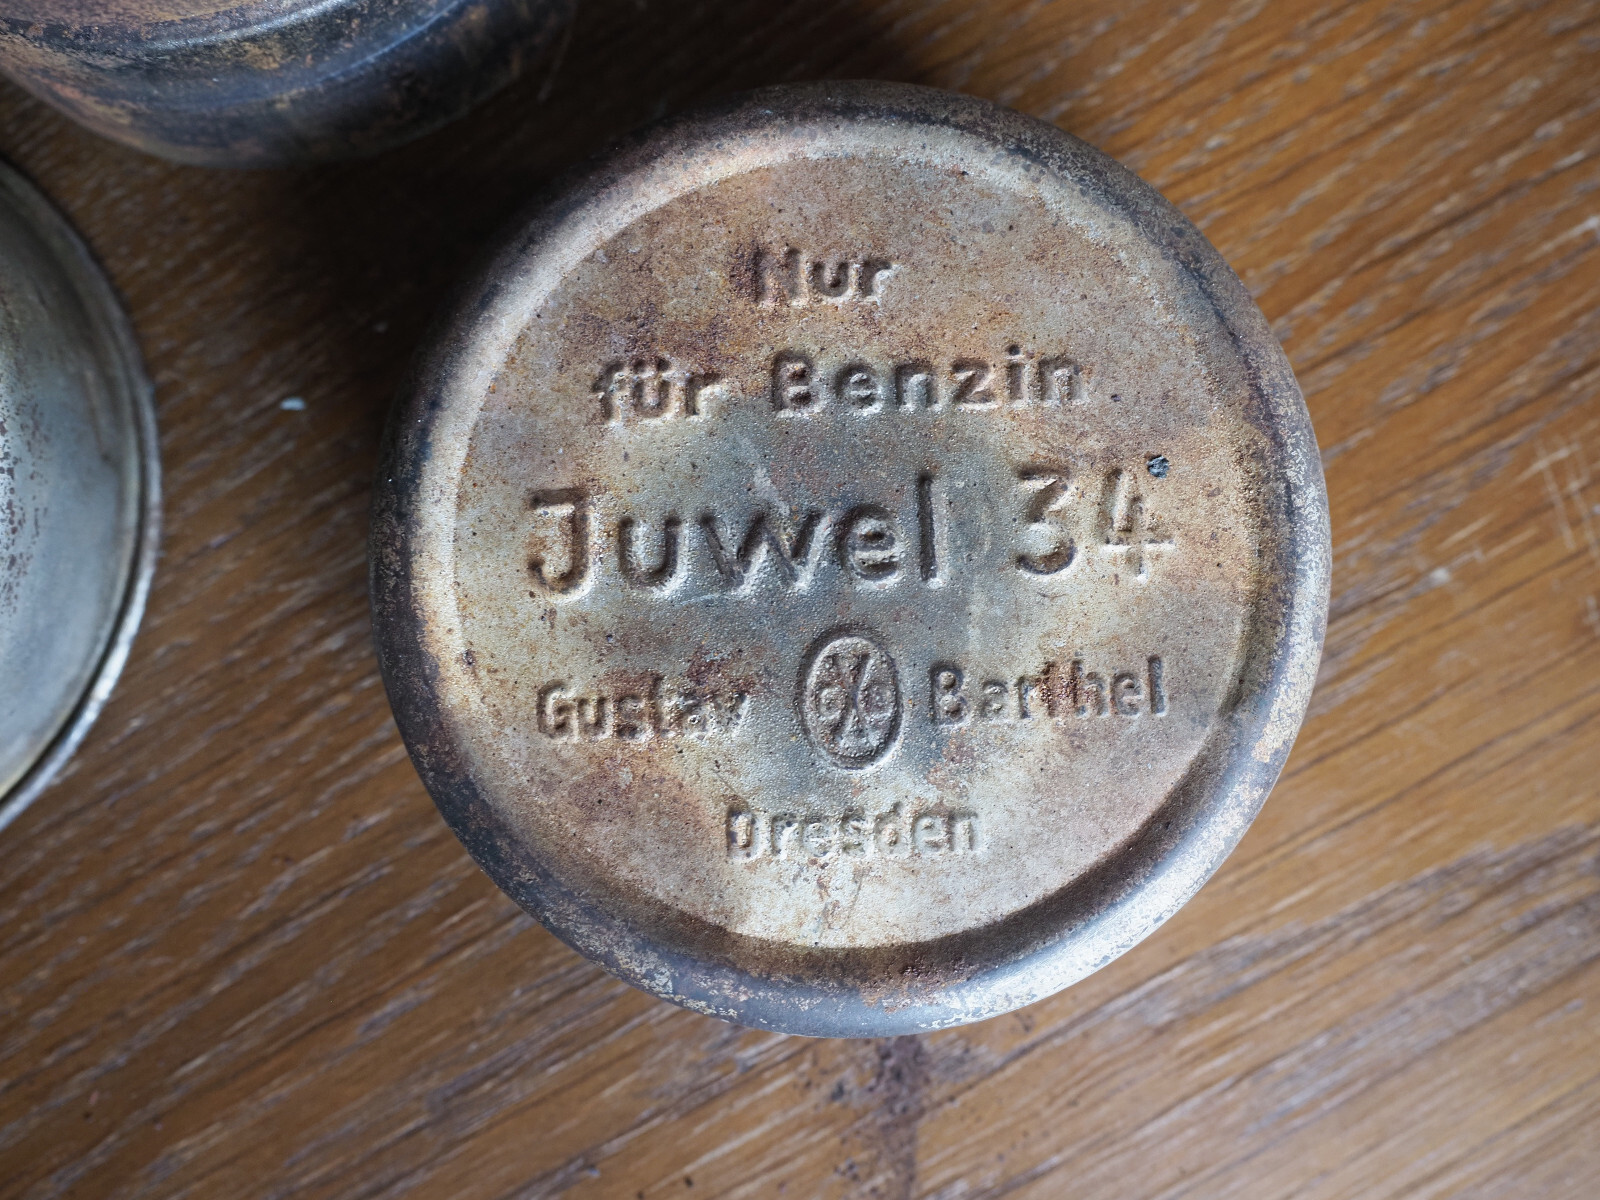 Nur
für Benzin
Juwel 34
Gustav Barthel
Dresden